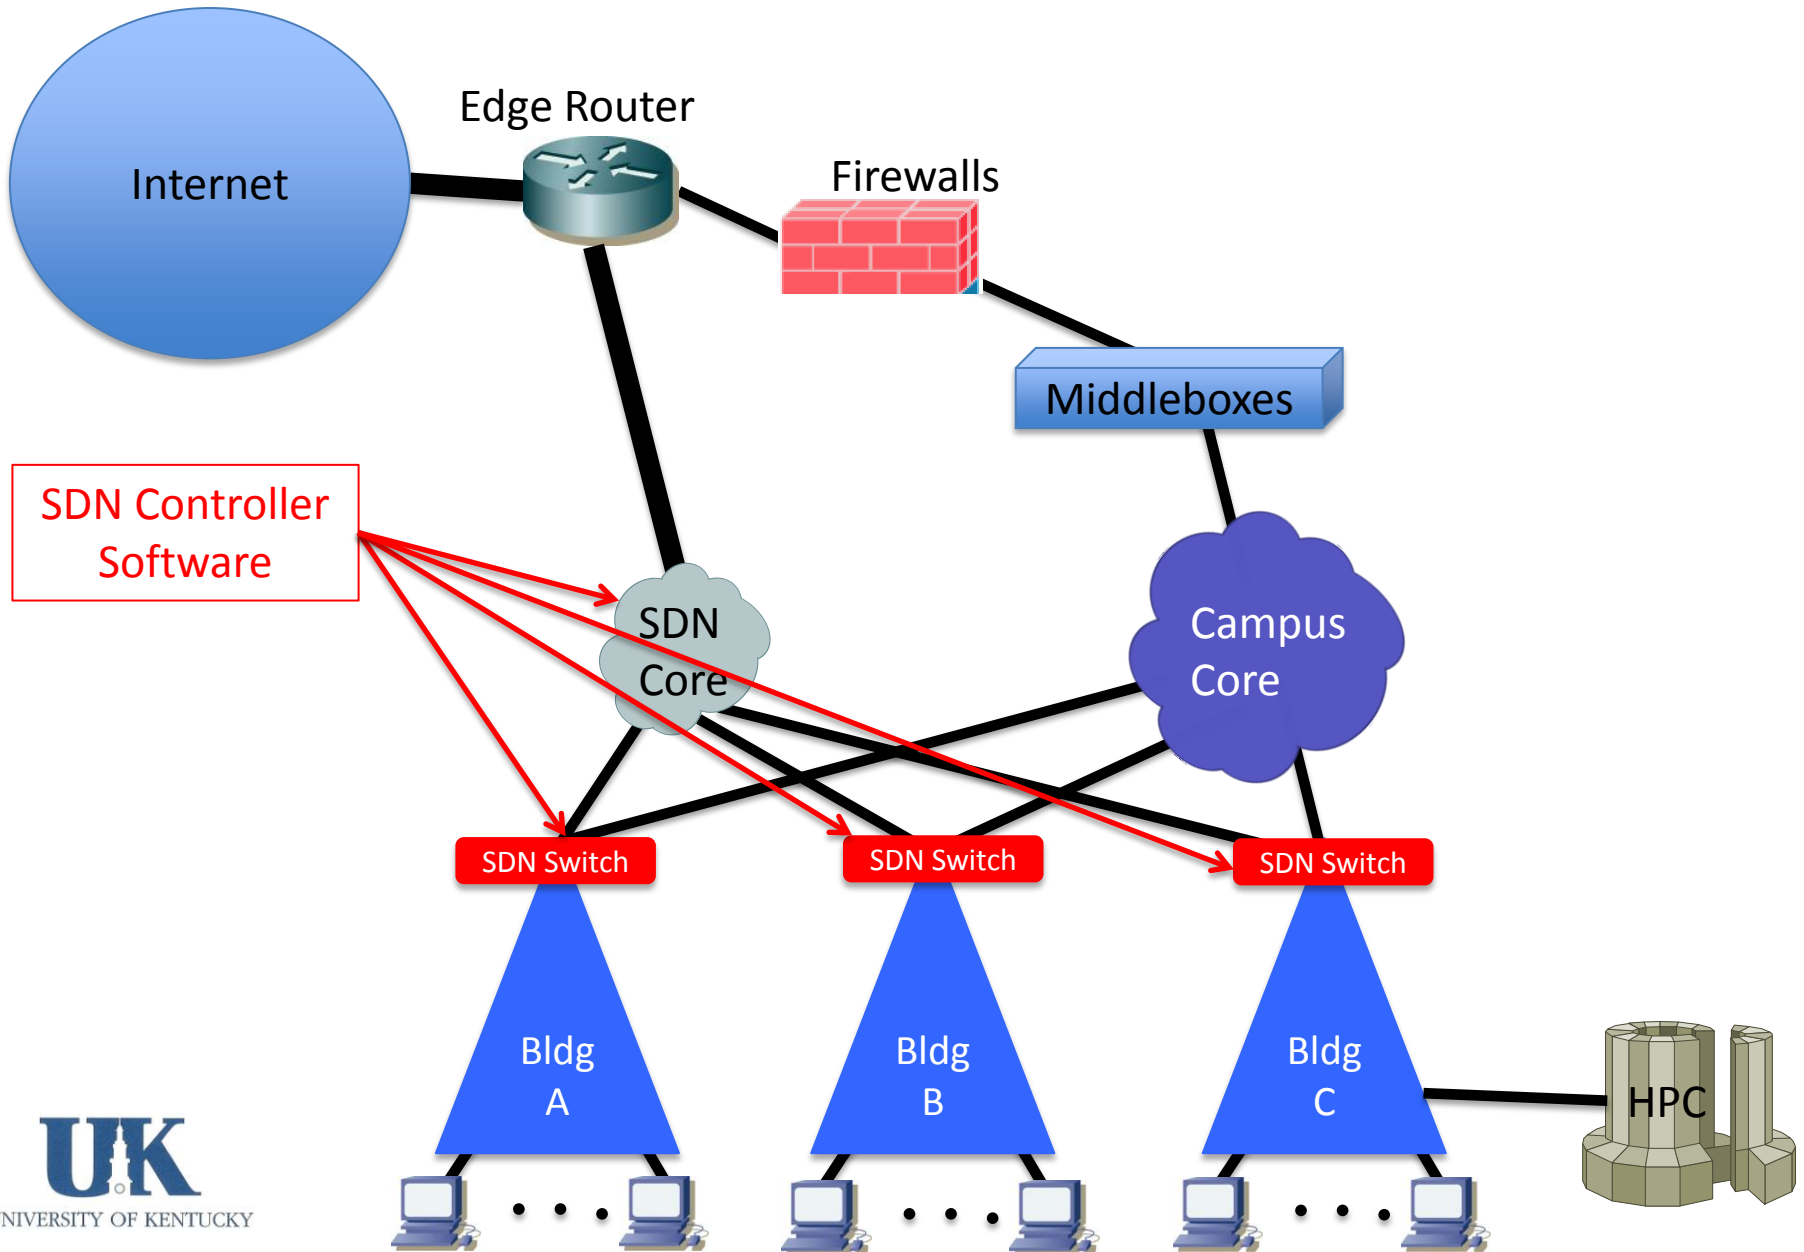 Edge Router
Internet
Firewalls
Middleboxes
SDN Controller
Software
SDN
Core
Campus
Core
SDN Switch
SDN Switch
SDN Switch
Bldg
A
Bldg
B
Bldg
C
HPC
UK
UNIVERSITY OF KENTUCKY